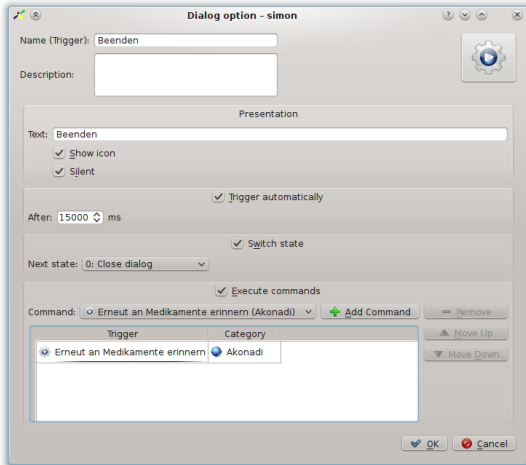 Dialog option – simon
Name (Trigger): Beenden
Description:
Presentation
Text: Beenden
Show icon
Silent
Trigger automatically
After: 15000 ms
Switch state
Next state: 0: Close dialog
Execute commands
Command: Erneut an Medikamente erinnern (Akonadi) Add Command Remove
Trigger Category
Erneut an Medikamente erinnern Akonadi
Move Up
Move Down
OK Cancel